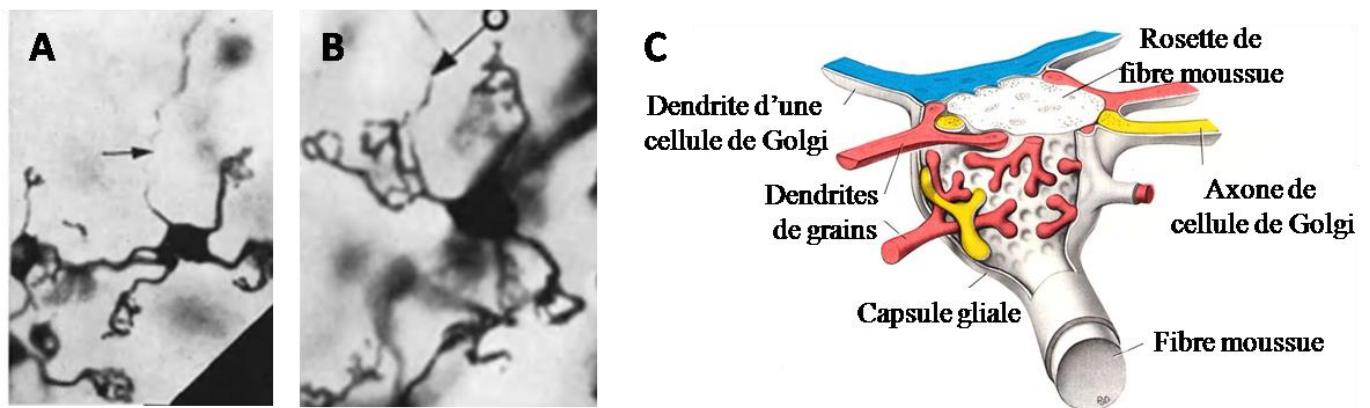 A
B
C
Rosette de
fibre moussue
Dendrite d'une
cellule de Golgi
Dendrites
de grains
Axone de
cellule de Golgi
Capsule gliale
Fibre moussue